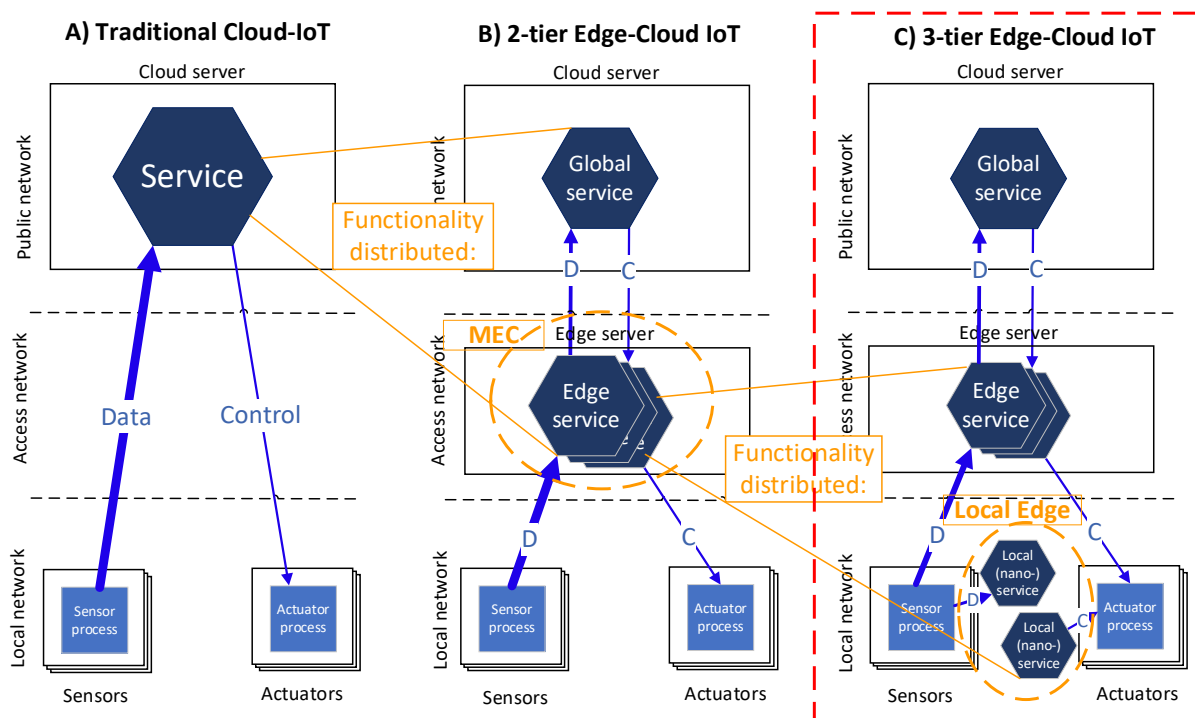 A) Traditional Cloud-IoT
Cloud server
Public network
Service
Access network
Data
Control
Local network
Sensor
process
Actuator
process
Sensors
Actuators
Functionality
distributed:
B) 2-tier Edge-Cloud IoT
Cloud server
Global
service
D
C
MEC
Edge server
Access network
Edge
service
D
C
Local network
Sensor
process
Actuator
process
Sensors
Actuators
Functionality
distributed:
C) 3-tier Edge-Cloud IoT
Cloud server
Public network
Global
service
D
C
Edge server
Edge
service
D
C
Local Edge
Local network
Sensor
process
D
Local
(nano-)
service
Local
(nano-)
service
C
Actuator
process
Sensors
Actuators